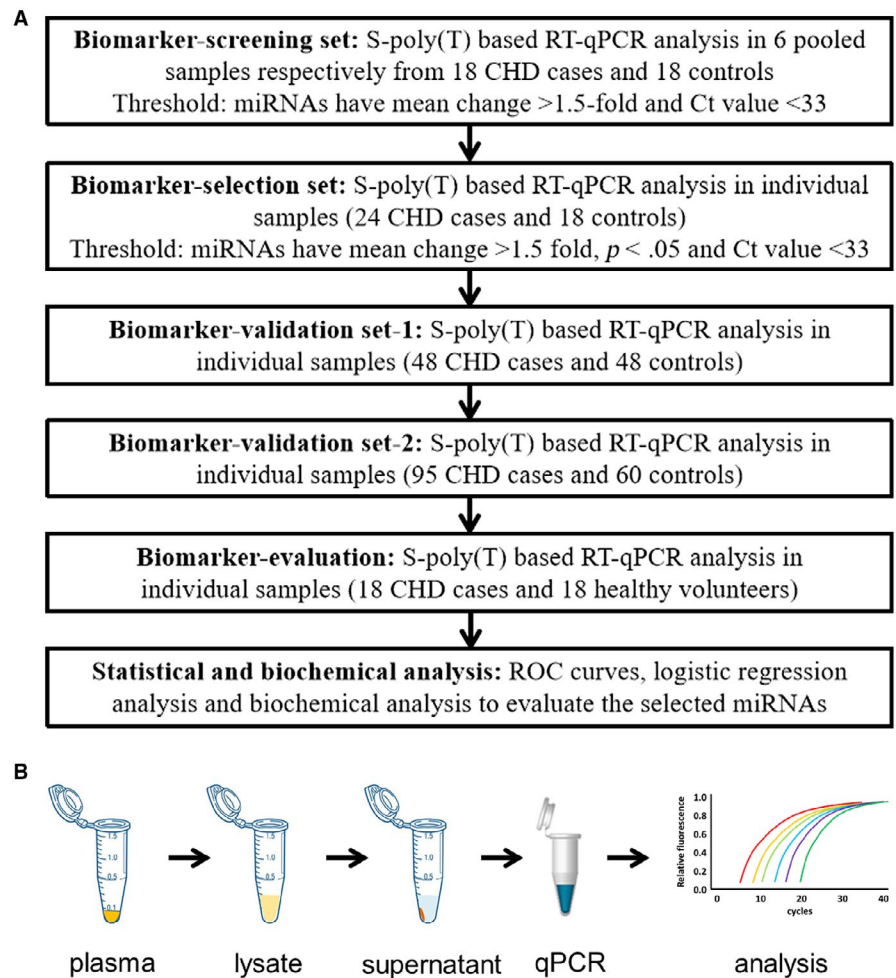 A
Biomarker-screening set: S-poly(T) based RT-qPCR analysis in 6 pooled
samples respectively from 18 CHD cases and 18 controls
Threshold: miRNAs have mean change >1.5-fold and Ct value <33
Biomarker-selection set: S-poly(T) based RT-qPCR analysis in individual
samples (24 CHD cases and 18 controls)
Threshold: miRNAs have mean change >1.5 fold, p < .05 and Ct value <33
Biomarker-validation set-1: S-poly(T) based RT-qPCR analysis in
individual samples (48 CHD cases and 48 controls)
Biomarker-validation set-2: S-poly(T) based RT-qPCR analysis in
individual samples (95 CHD cases and 60 controls)
Biomarker-evaluation: S-poly(T) based RT-qPCR analysis in
individual samples (18 CHD cases and 18 healthy volunteers)
Statistical and biochemical analysis: ROC curves, logistic regression
analysis and biochemical analysis to evaluate the selected miRNAs
B
1.5
1.0
0.5
0.1
1.5
1.0
0.5
1.5
1.0
0.5
Relative fluorescence
1.0
0.8
0.6
0.4
0.2
0.0
0 10 20 30 40
cycles
plasma lysate supernatant qPCR analysis